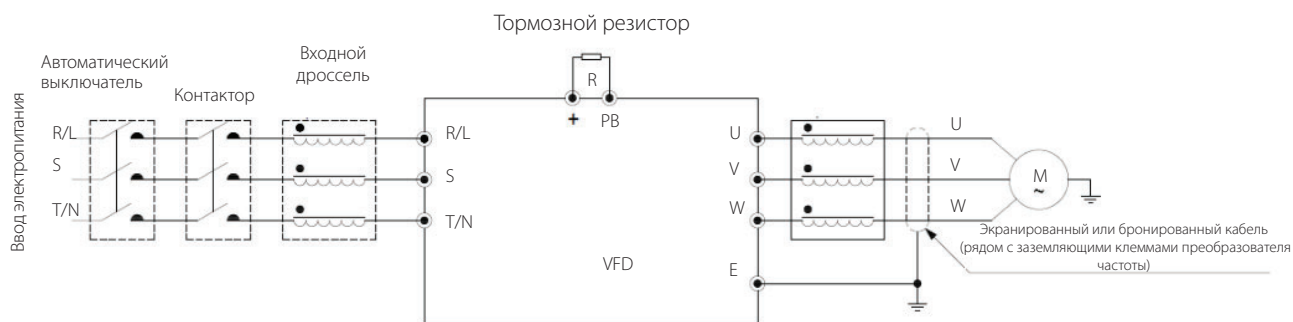 Тормозной резистор
Автоматический
выключатель
Контактор
Входной
дроссель
Ввод электропитания
R
+
PB
R/L
S
T/N
R/L
S
T/N
VFD
U
V
W
E
U
V
W
M
~
Экранированный или бронированный кабель
(рядом с заземляющими клеммами преобразователя
частоты)